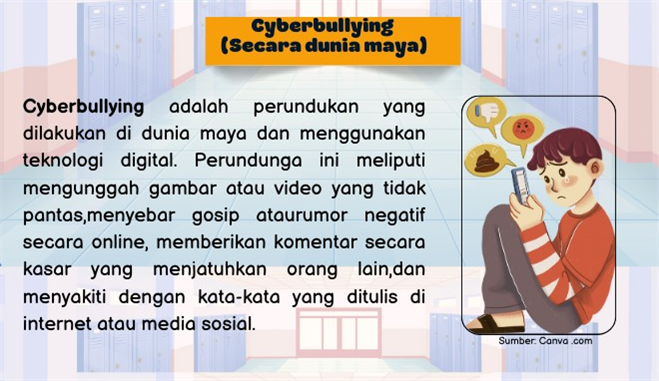 Cyberbullying
(Secara dunia maya)
Cyberbullying adalah perundukan yang
dilakukan di dunia maya dan menggunakan
teknologi digital. Perundunga ini meliputi
mengunggah gambar atau video yang tidak
pantas,menyebar gosip ataurumor negatif
secara online, memberikan komentar secara
kasar yang menjatuhkan orang lain,dan
menyakiti dengan kata-kata yang ditulis di
internet atau media sosial.
Sumber: Canva .com